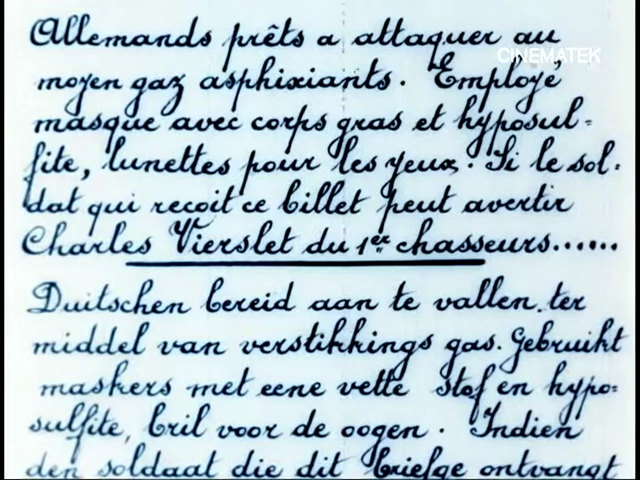 CINEMATEK
Allemands prêts a attaquer au
moyen gaz asphixiants. Employé
masque avec corps gras et hyposul=
fite, lunettes pour les yeux. Si le sol=
dat qui recoit ce billet peut avertir
Charles Vierslet du 1er chasseurs......
Duitschen bereid aan te vallen ter
middel van verstikkings gas. Gebruikt
maskers met eene vette stof en hypo=
sulfite, bril voor de oogen. Indien
den soldaat die dit briefge ontvangt